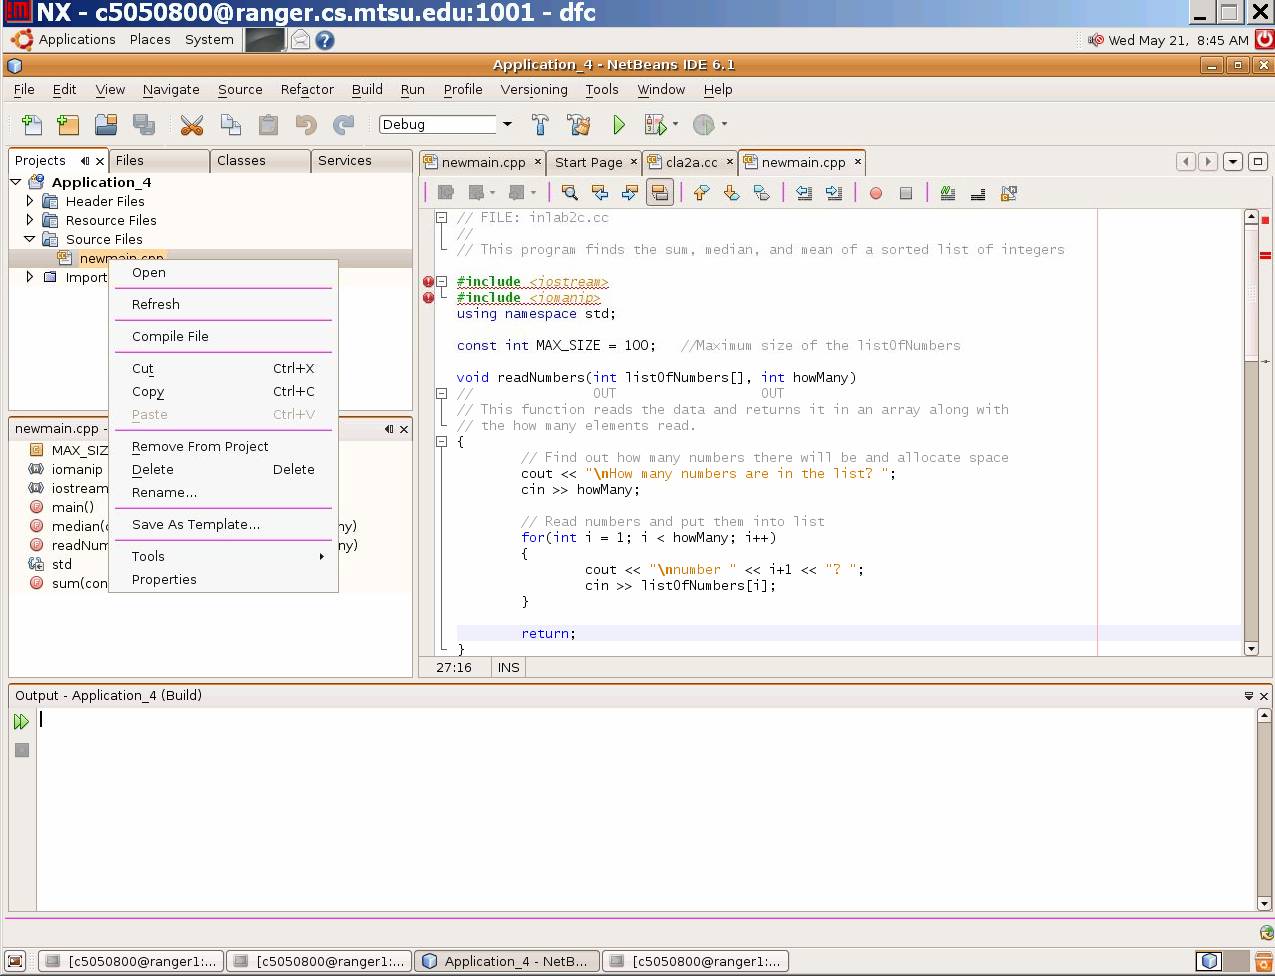 NX - c5050800@ranger.cs.mtsu.edu:1001 - dfc
Applications Places System
Wed May 21, 8:45 AM
Application_4 - NetBeans IDE 6.1
File Edit View Navigate Source Refactor Build Run Profile Versioning Tools Window Help
Debug
Projects Files Classes Services
Application_4
Header Files
Resource Files
Source Files
newmain.cpp
Import
Open
Refresh
Compile File
Cut Ctrl+X
Copy Ctrl+C
Paste Ctrl+V
Remove From Project
Delete Delete
Rename...
Save As Template...
Tools
Properties
newmain.cpp -
MAX_SIZ
iomanip
iostream
main()
median(c ny)
readNum ny)
std
sum(con
newmain.cpp Start Page cla2a.cc newmain.cpp
// FILE: inlab2c.cc
//
// This program finds the sum, median, and mean of a sorted list of integers
#include <iostream>
#include <iomanip>
using namespace std;
const int MAX_SIZE = 100; //Maximum size of the listOfNumbers
void readNumbers(int listOfNumbers[], int howMany)
// OUT OUT
// This function reads the data and returns it in an array along with
// the how many elements read.
{
// Find out how many numbers there will be and allocate space
cout << "\nHow many numbers are in the list? ";
cin >> howMany;
// Read numbers and put them into list
for(int i = 1; i < howMany; i++)
{
cout << "\nnumber " << i+1 << "? ";
cin >> listOfNumbers[i];
}
return;
}
27:16 INS
Output - Application_4 (Build)
[c5050800@ranger1:... [c5050800@ranger1:... Application_4 - NetB... [c5050800@ranger1:...